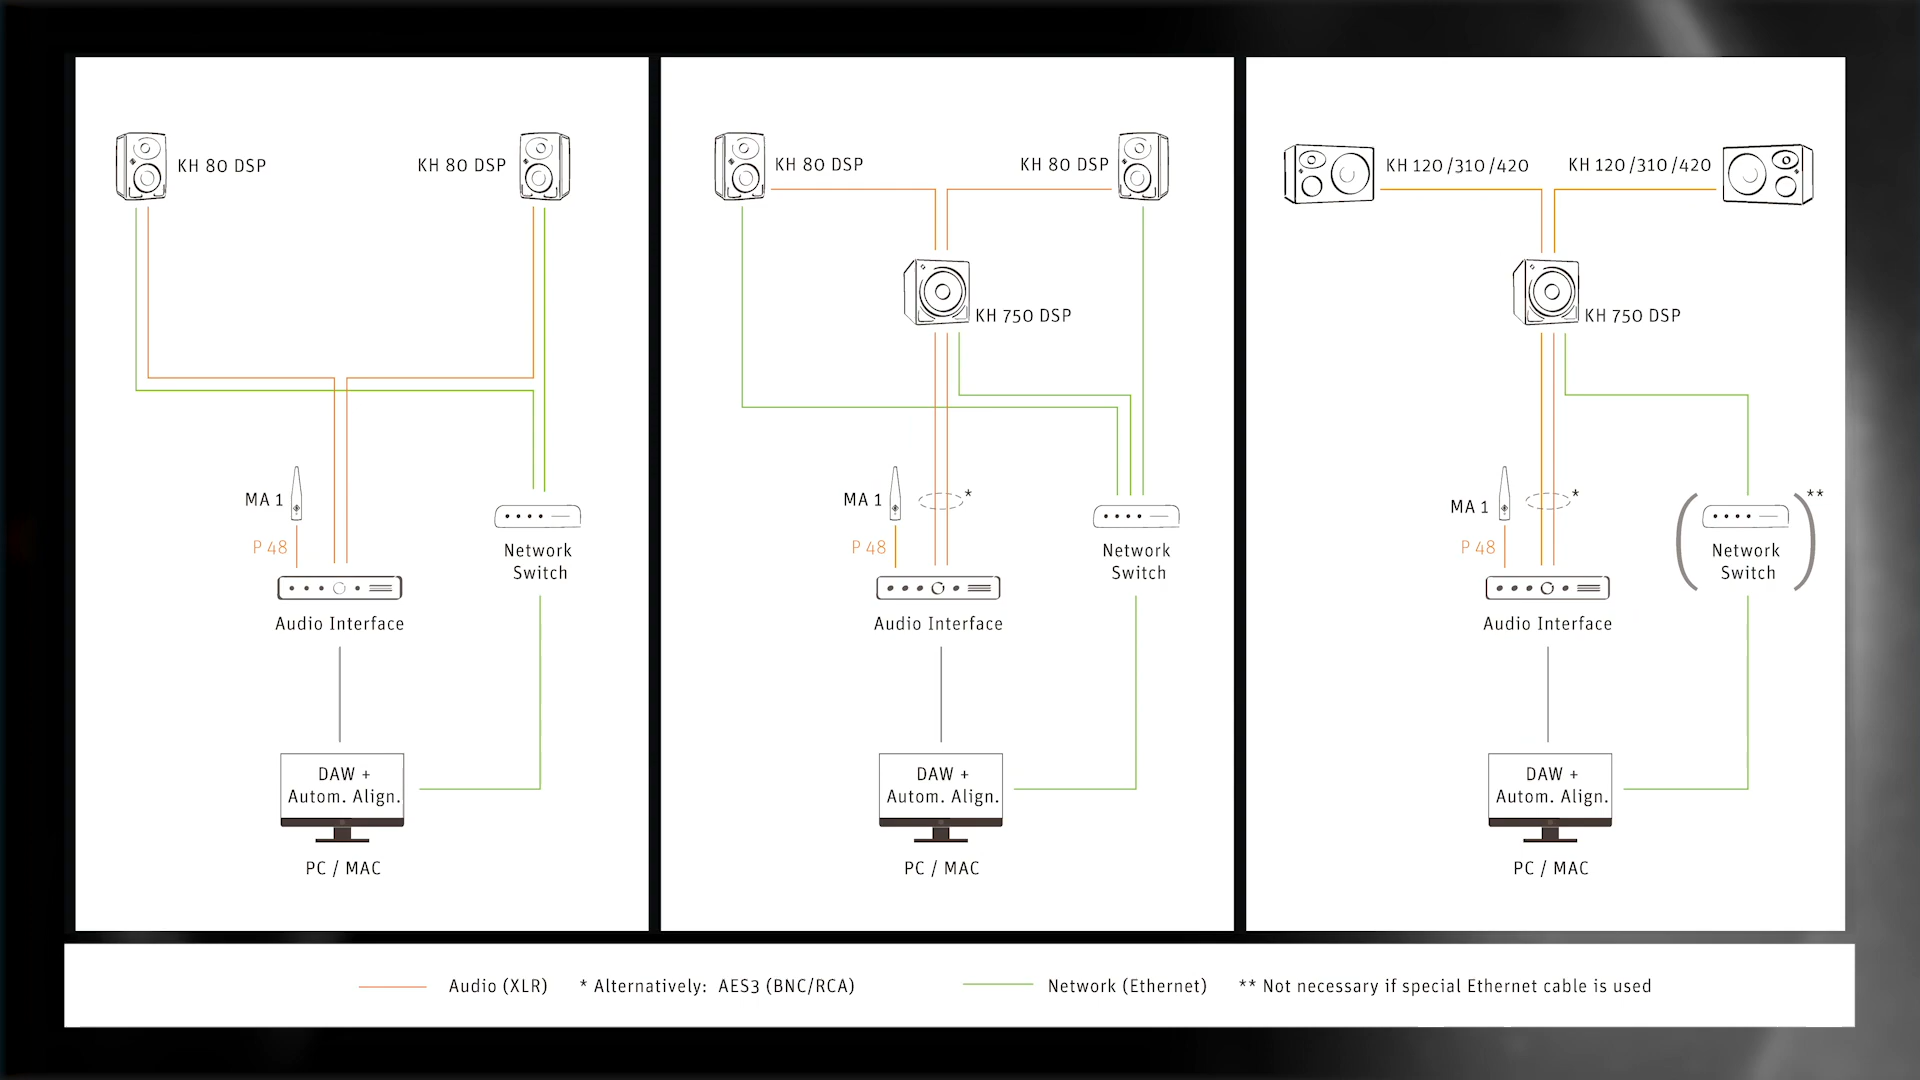 KH 80 DSP
KH 80 DSP
MA 1
P 48
Network
Switch
Audio Interface
DAW +
Autom. Align.
PC / MAC
KH 80 DSP
KH 80 DSP
KH 750 DSP
MA 1
*
P 48
Network
Switch
Audio Interface
DAW +
Autom. Align.
PC / MAC
KH 120 /310 /420
KH 120 /310 /420
KH 750 DSP
MA 1
*
**
P 48
Network
Switch
Audio Interface
DAW +
Autom. Align.
PC / MAC
Audio (XLR) * Alternatively: AES3 (BNC/RCA) Network (Ethernet) ** Not necessary if special Ethernet cable is used